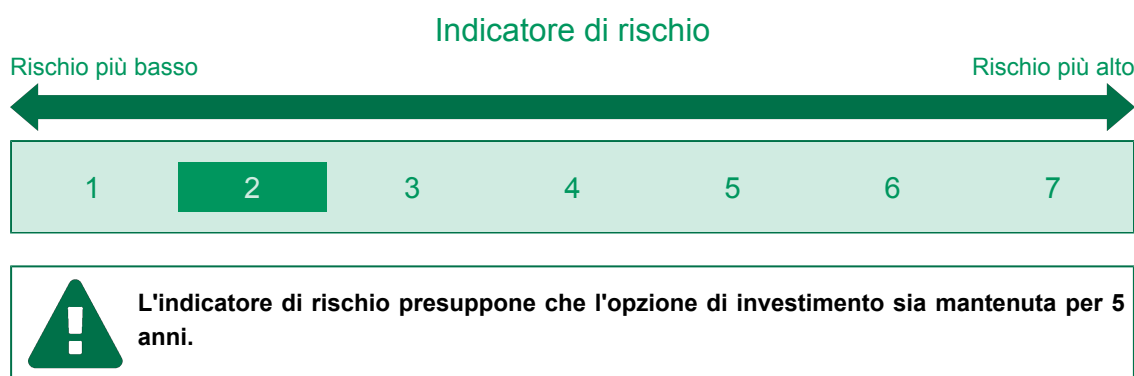 Indicatore di rischio
Rischio più basso Rischio più alto
1 2 3 4 5 6 7
L'indicatore di rischio presuppone che l'opzione di investimento sia mantenuta per 5
anni.